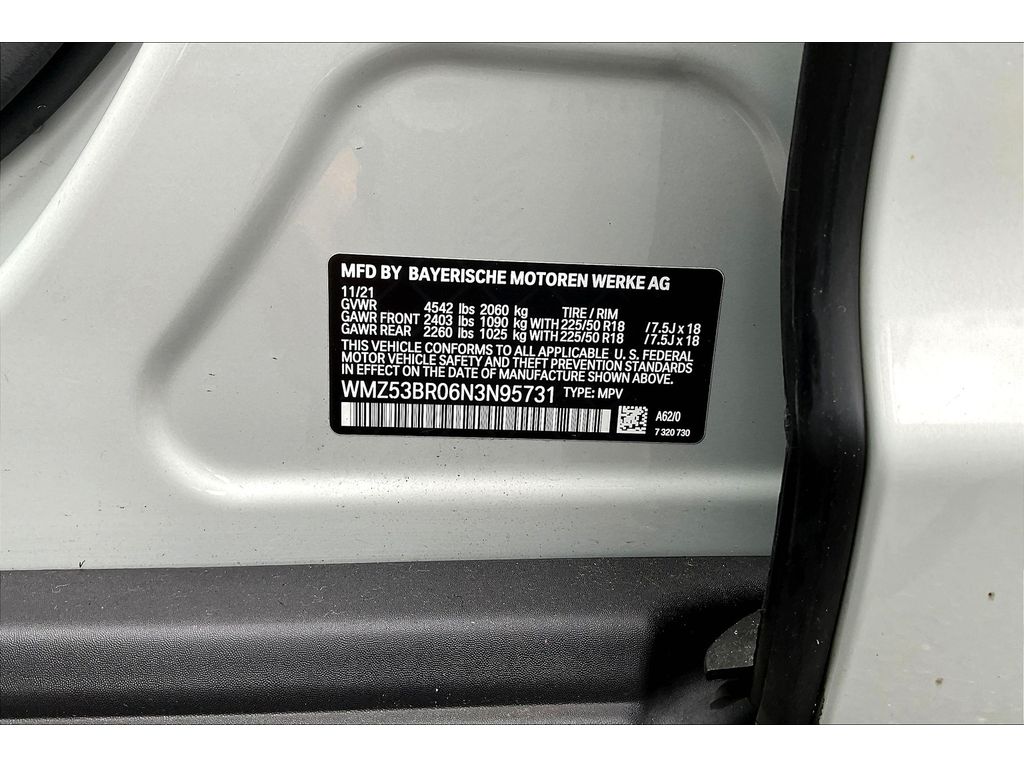 MFD BY BAYERISCHE MOTOREN WERKE AG
11/21
GVWR 4542 lbs 2060 kg TIRE / RIM
GAWR FRONT 2403 lbs 1090 kg WITH 225/50 R18 /7.5J x 18
GAWR REAR 2260 lbs 1025 kg WITH 225/50 R18 /7.5J x 18
THIS VEHICLE CONFORMS TO ALL APPLICABLE U. S. FEDERAL
MOTOR VEHICLE SAFETY AND THEFT PREVENTION STANDARDS
IN EFFECT ON THE DATE OF MANUFACTURE SHOWN ABOVE.
WMZ53BR06N3N95731 TYPE: MPV
A62/0
7 320 730